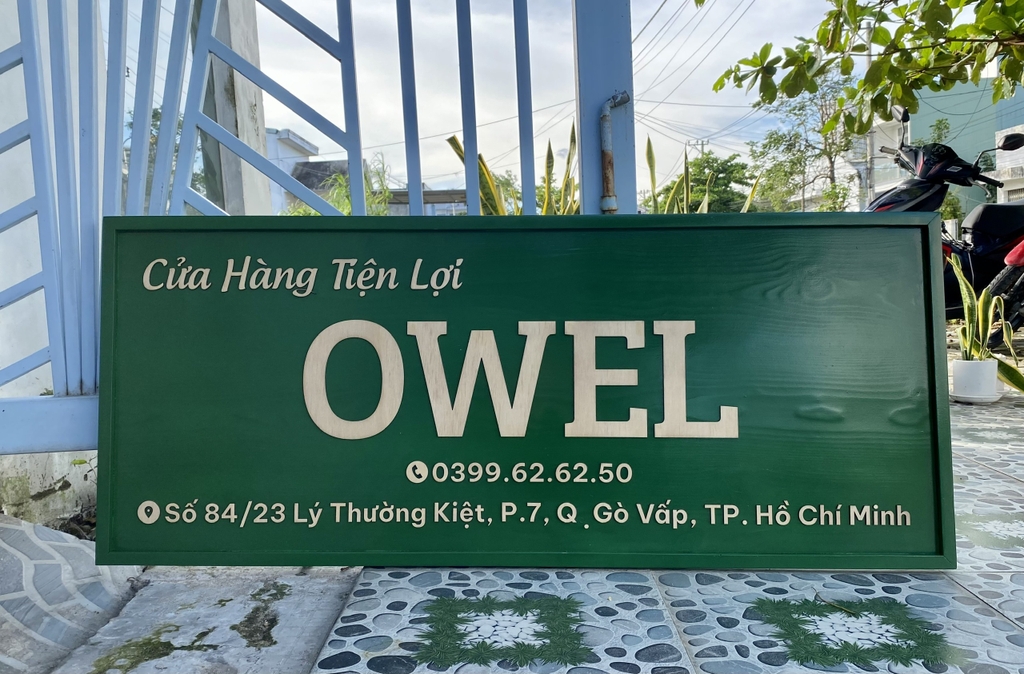 Cửa Hàng Tiện Lợi
OWEL
0399.62.62.50
Số 84/23 Lý Thường Kiệt, P.7, Q.Gò Vấp, TP. Hồ Chí Minh